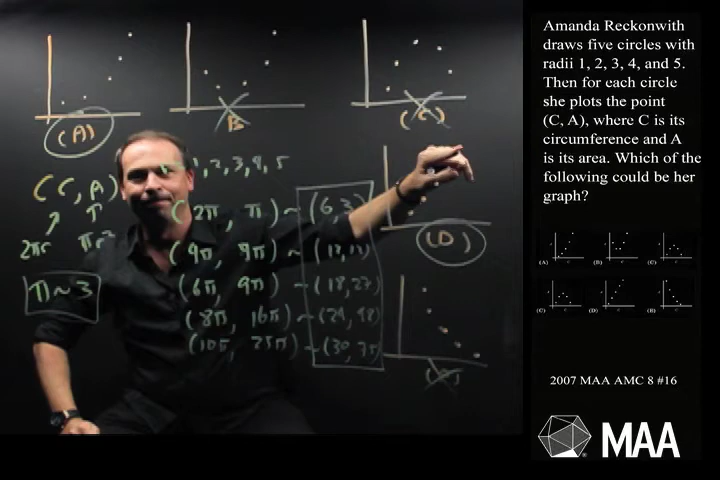 (A)
B
(C)
1, 2, 3, 4, 5
(C, A)
2πr
πr²
π ~ 3
(2π, π) ~ (6, 3)
(4π, 4π) ~ (12, 12)
(6π, 9π) ~ (18, 27)
(8π, 16π) ~ (24, 48)
(10π, 25π) ~ (30, 75)
(D)
Amanda Reckonwith
draws five circles with
radii 1, 2, 3, 4, and 5.
Then for each circle
she plots the point
(C, A), where C is its
circumference and A
is its area. Which of the
following could be her
graph?
(A)
(B)
(C)
(C)
(D)
(E)
2007 MAA AMC 8 #16
MAA